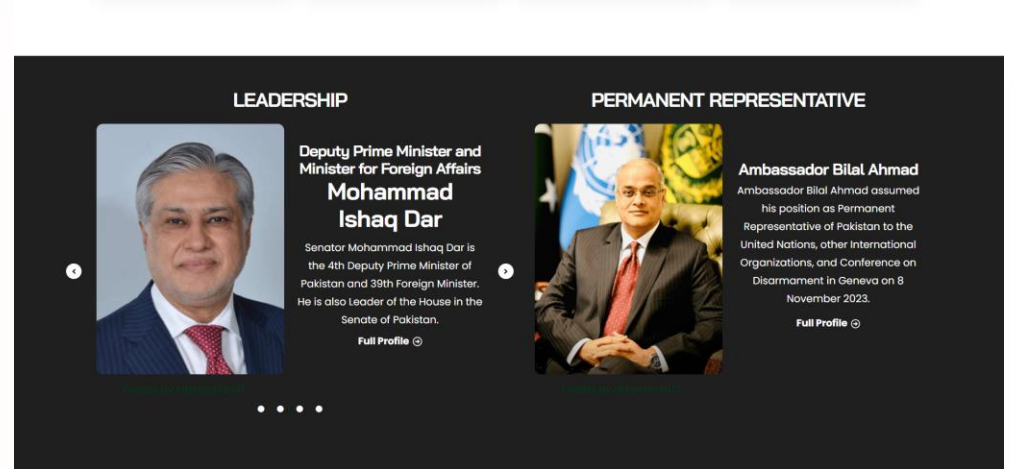 LEADERSHIP
Deputy Prime Minister and
Minister for Foreign Affairs
Mohammad
Ishaq Dar
Senator Mohammad Ishaq Dar is
the 4th Deputy Prime Minister of
Pakistan and 39th Foreign Minister.
He is also Leader of the House in the
Senate of Pakistan.
Full Profile
PERMANENT REPRESENTATIVE
Ambassador Bilal Ahmad
Ambassador Bilal Ahmad assumed
his position as Permanent
Representative of Pakistan to the
United Nations, other International
Organizations, and Conference on
Disarmament in Geneva on 8
November 2023.
Full Profile